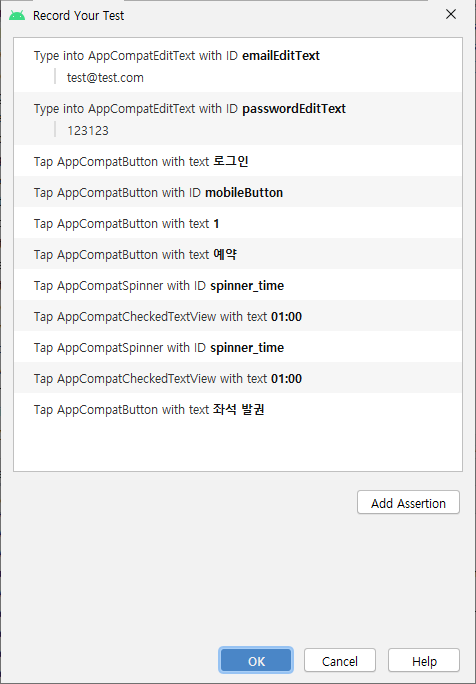 Record Your Test
Type into AppCompatEditText with ID emailEditText
test@test.com
Type into AppCompatEditText with ID passwordEditText
123123
Tap AppCompatButton with text 로그인
Tap AppCompatButton with ID mobileButton
Tap AppCompatButton with text 1
Tap AppCompatButton with text 예약
Tap AppCompatSpinner with ID spinner_time
Tap AppCompatCheckedTextView with text 01:00
Tap AppCompatSpinner with ID spinner_time
Tap AppCompatCheckedTextView with text 01:00
Tap AppCompatButton with text 좌석 발권
Add Assertion
OK Cancel Help